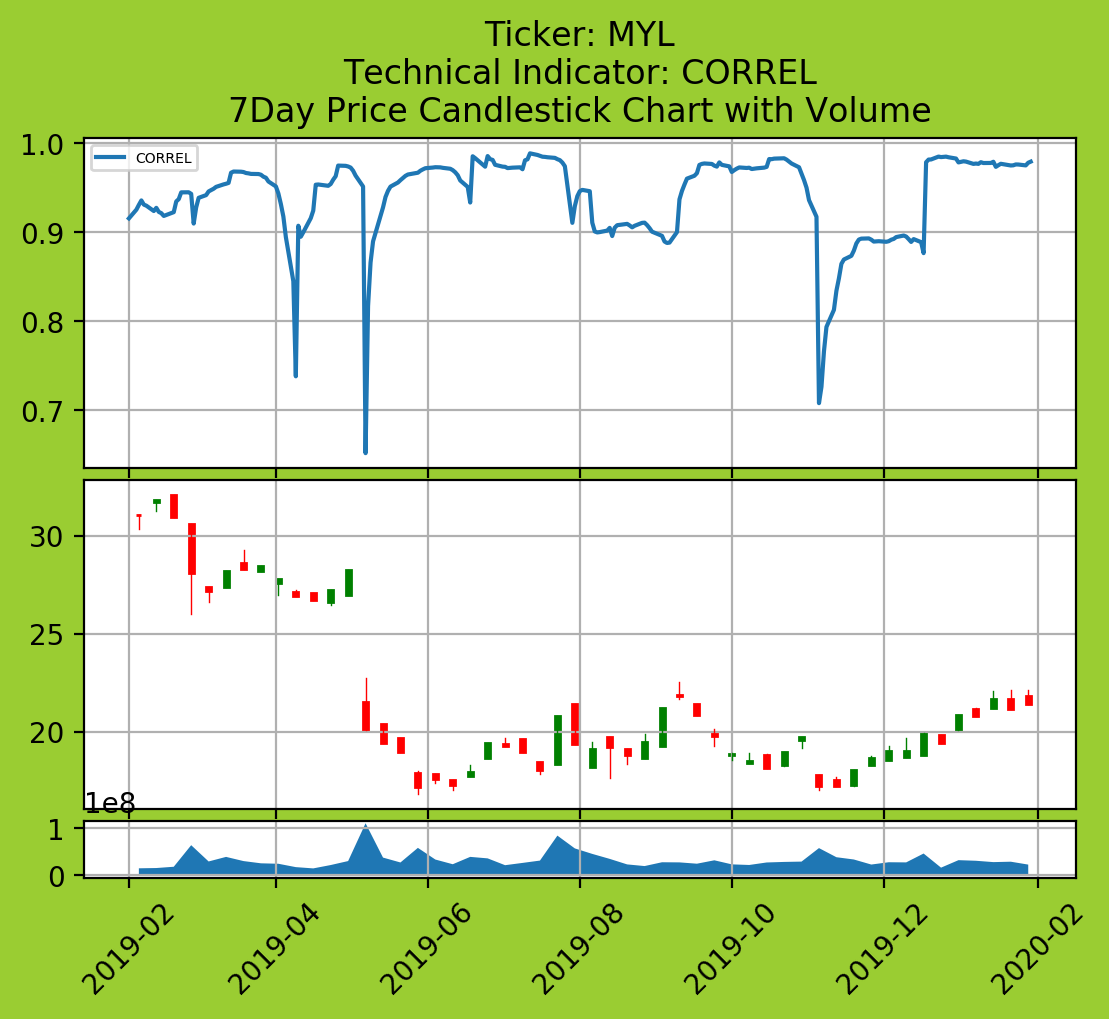 Ticker: MYL
Technical Indicator: CORREL
7Day Price Candlestick Chart with Volume
1.0
CORREL
0.9
0.8
0.7
30
25
20
1e8
1
0
2019-02 2019-04 2019-06 2019-08 2019-10 2019-12 2020-02